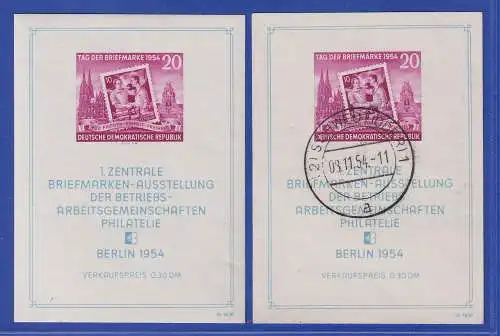 TAG DER BRIEFMARKE 1954 20
10
DEUTSCHE DEMOKRATISCHE REPUBLIK
1. ZENTRALE
BRIEFMARKEN-AUSSTELLUNG
DER BETRIEBS-
ARBEITSGEMEINSCHAFTEN
PHILATELIE
BERLIN 1954
VERKAUFSPREIS 0.30 DM
TAG DER BRIEFMARKE 1954 20
10
DEUTSCHE DEMOKRATISCHE REPUBLIK
03.11.54.-11
a
1. ZENTRALE
BRIEFMARKEN-AUSSTELLUNG
DER BETRIEBS-
ARBEITSGEMEINSCHAFTEN
PHILATELIE
BERLIN 1954
VERKAUFSPREIS 0.30 DM